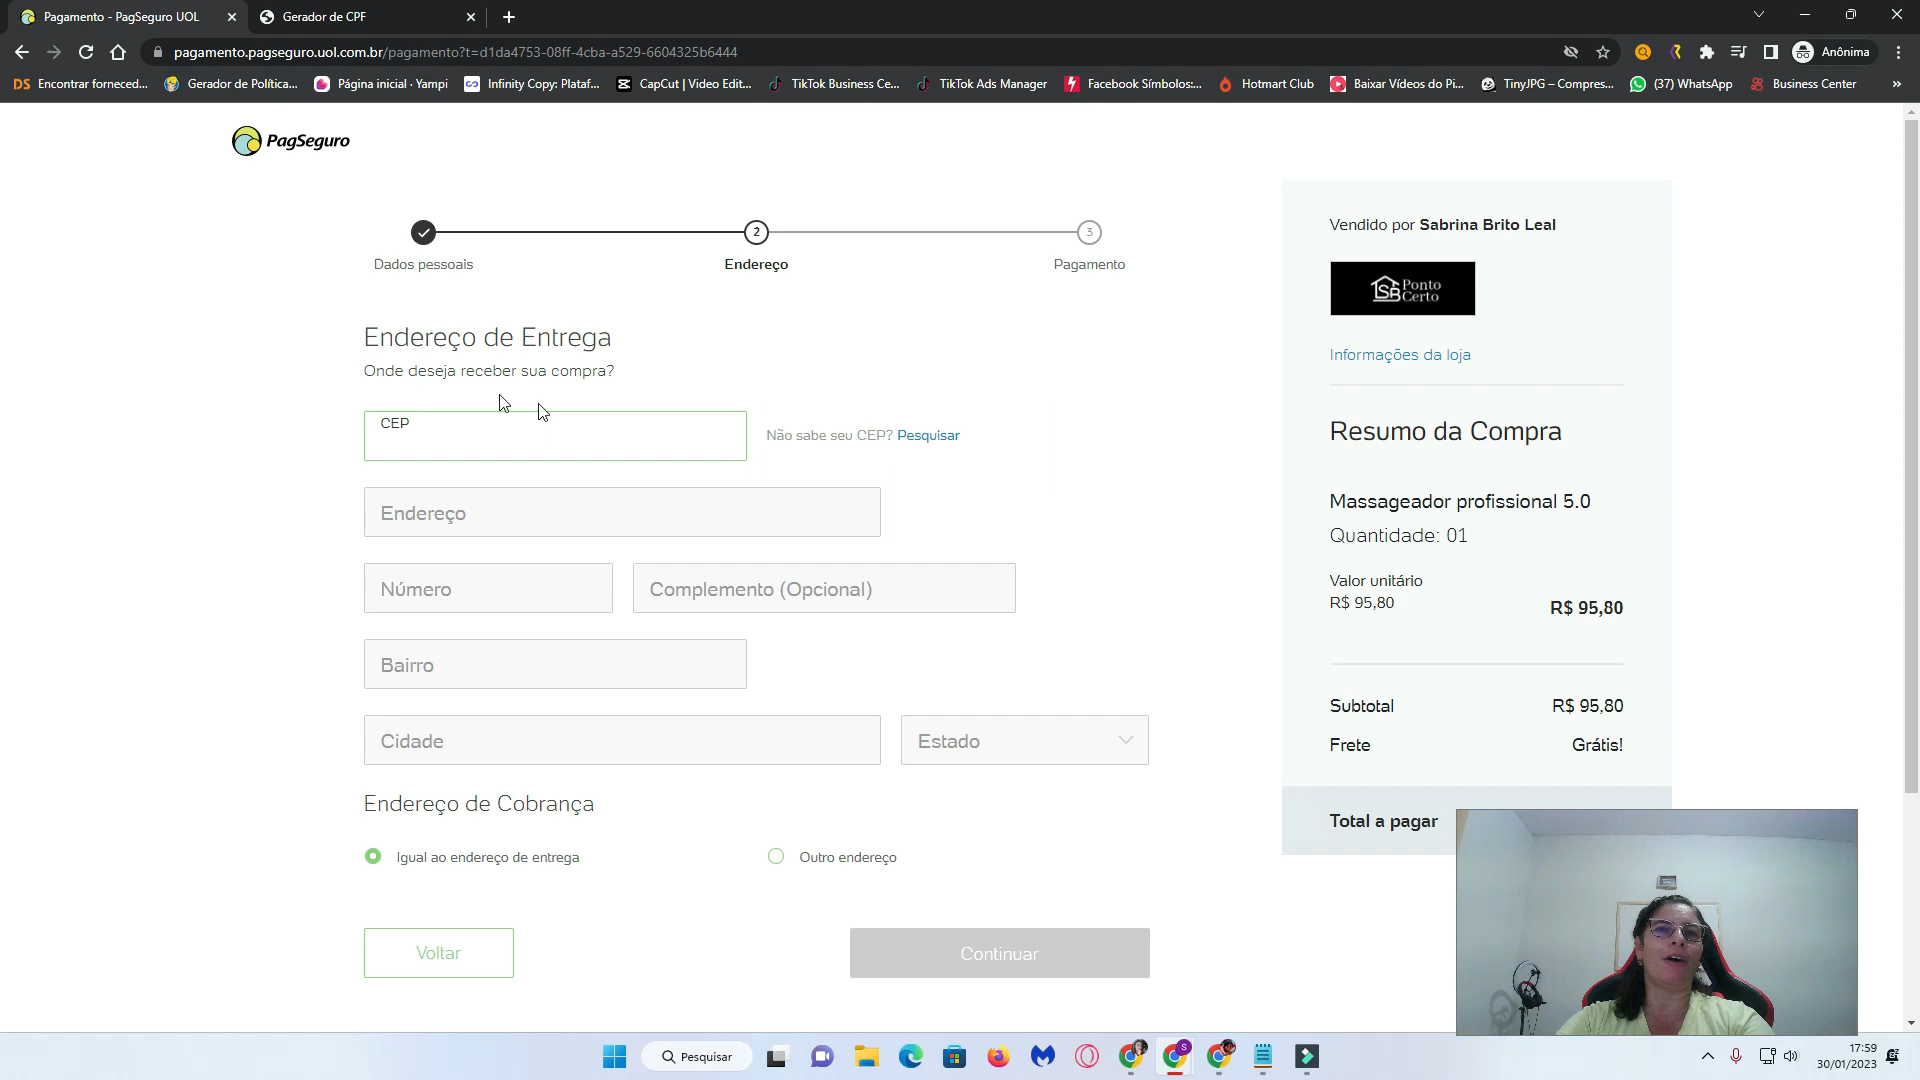 Pagamento - PagSeguro UOL
Gerador de CPF
pagamento.pagseguro.uol.com.br/pagamento?t=d1da4753-08ff-4cba-a529-6604325b6444
Anônima
DS Encontrar forneced...
Gerador de Política...
Página inicial · Yampi
Infinity Copy: Plataf...
CapCut | Video Edit...
TikTok Business Ce...
TikTok Ads Manager
Facebook Símbolos:...
Hotmart Club
Baixar Vídeos do Pi...
TinyJPG – Compres...
(37) WhatsApp
Business Center
PagSeguro
2
3
Dados pessoais
Endereço
Pagamento
Endereço de Entrega
Onde deseja receber sua compra?
CEP
Não sabe seu CEP? Pesquisar
Endereço
Número
Complemento (Opcional)
Bairro
Cidade
Estado
Endereço de Cobrança
Igual ao endereço de entrega
Outro endereço
Voltar
Continuar
Vendido por Sabrina Brito Leal
SB Ponto
Certo
Informações da loja
Resumo da Compra
Massageador profissional 5.0
Quantidade: 01
Valor unitário
R$ 95,80
R$ 95,80
Subtotal
R$ 95,80
Frete
Grátis!
Total a pagar
Pesquisar
S
17:59
30/01/2023